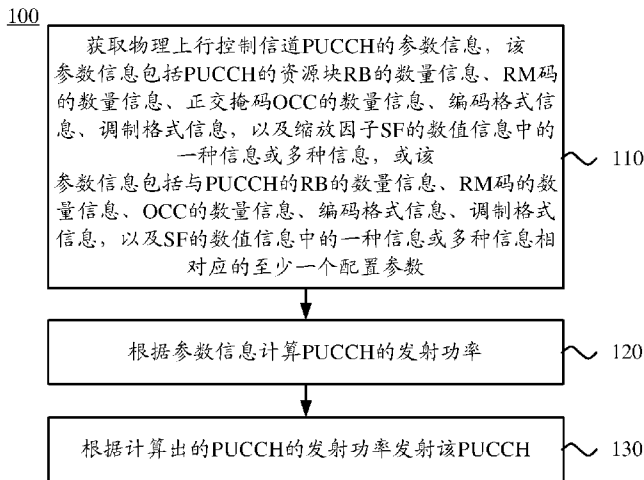 100
获取物理上行控制信道PUCCH的参数信息，该
参数信息包括PUCCH的资源块RB的数量信息、RM码
的数量信息、正交掩码OCC的数量信息、编码格式信
息、调制格式信息，以及缩放因子SF的数值信息中的
一种信息或多种信息，或该
参数信息包括与PUCCH的RB的数量信息、RM码的数
量信息、OCC的数量信息、编码格式信息、调制格式
信息，以及SF的数值信息中的一种信息或多种信息相
对应的至少一个配置参数
110
根据参数信息计算PUCCH的发射功率
120
根据计算出的PUCCH的发射功率发射该PUCCH
130